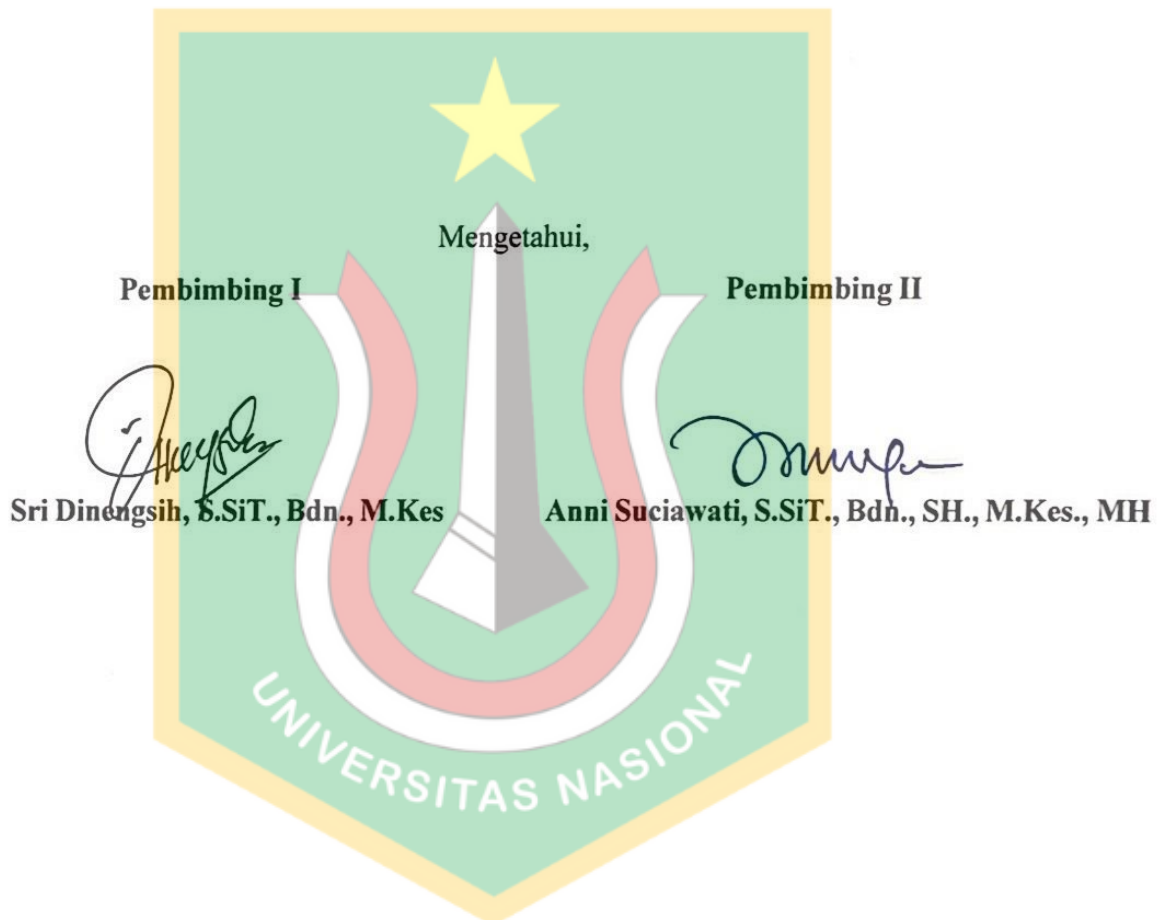 Mengetahui,
Pembimbing I
Pembimbing II
Sri Dinengsih, S.SiT., Bdn., M.Kes
Anni Suciawati, S.SiT., Bdn., SH., M.Kes., MH
UNIVERSITAS NASIONAL